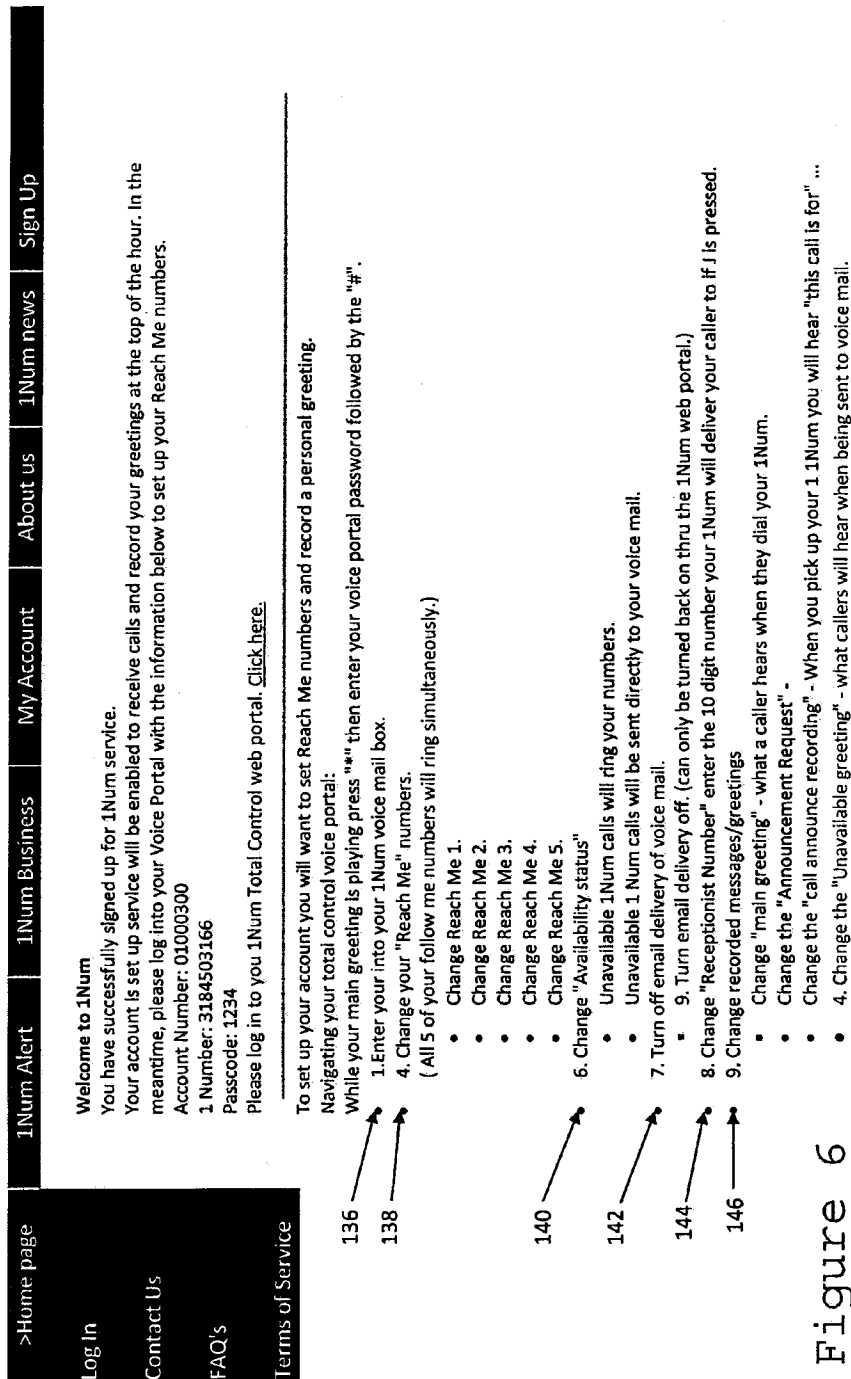 >Home page | 1Num Alert | 1Num Business | My Account | About us | 1Num news | Sign Up
Log In
Contact Us
FAQ's
Terms of Service
Welcome to 1Num
You have successfully signed up for 1Num service.
Your account is set up service will be enabled to receive calls and record your greetings at the top of the hour. In the
meantime, please log into your Voice Portal with the information below to set up your Reach Me numbers.
Account Number: 01000300
1 Number: 3184503166
Passcode: 1234
Please log in to you 1Num Total Control web portal. Click here.
To set up your account you will want to set Reach Me numbers and record a personal greeting.
Navigating your total control voice portal:
While your main greeting is playing press "*" then enter your voice portal password followed by the "#".
136 • 1.Enter your into your 1Num voice mail box.
138 • 4. Change your "Reach Me" numbers.
( All 5 of your follow me numbers will ring simultaneously.)
• Change Reach Me 1.
• Change Reach Me 2.
• Change Reach Me 3.
• Change Reach Me 4.
• Change Reach Me 5.
140 • 6. Change "Availability status"
• Unavailable 1Num calls will ring your numbers.
• Unavailable 1 Num calls will be sent directly to your voice mail.
142 • 7. Turn off email delivery of voice mail.
▪ 9. Turn email delivery off. (can only be turned back on thru the 1Num web portal.)
144 • 8. Change "Receptionist Number" enter the 10 digit number your 1Num will deliver your caller to if J is pressed.
146 • 9. Change recorded messages/greetings
▪ Change "main greeting" - what a caller hears when they dial your 1Num.
• Change the "Announcement Request" -
• Change the "call announce recording" - When you pick up your 1 1Num you will hear "this call is for" ...
• 4. Change the "Unavailable greeting" - what callers will hear when being sent to voice mail.
Figure 6